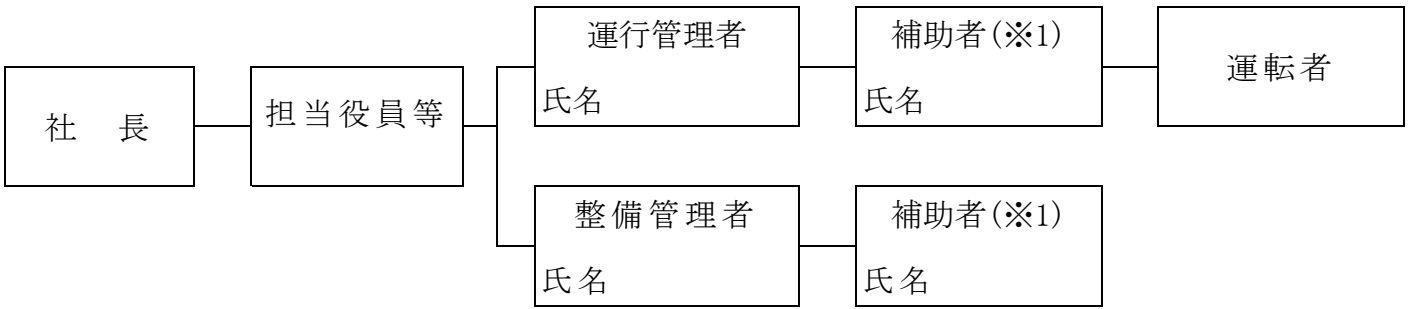 社　長
担当役員等
運行管理者
氏名
補助者(※1)
氏名
運転者
整備管理者
氏名
補助者(※1)
氏名